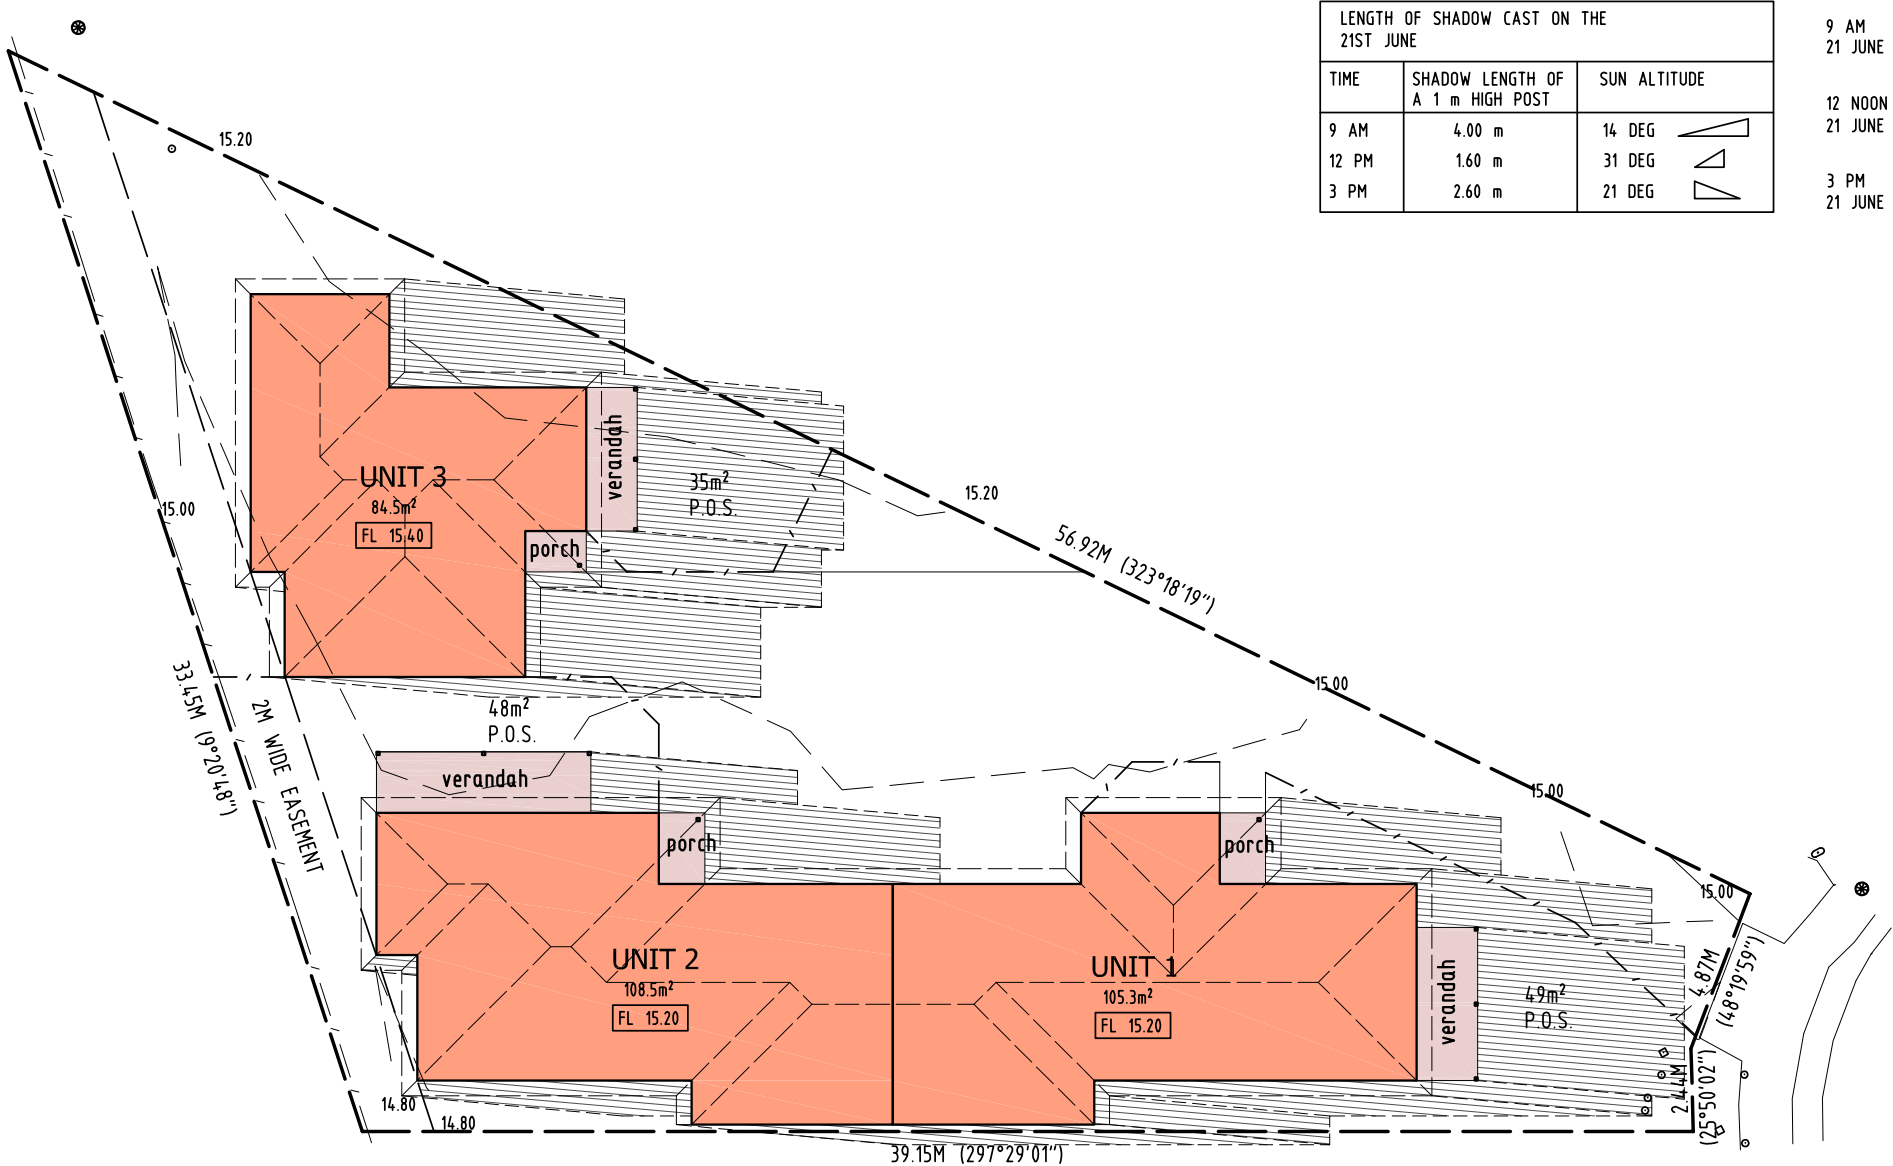 LENGTH OF SHADOW CAST ON THE
21ST JUNE
TIME
SHADOW LENGTH OF
A 1 m HIGH POST
SUN ALTITUDE
9 AM
4.00 m
14 DEG
12 PM
1.60 m
31 DEG
3 PM
2.60 m
21 DEG
9 AM
21 JUNE
12 NOON
21 JUNE
3 PM
21 JUNE
15.20
15.00
UNIT 3
84.5m²
FL 15.40
verandah
porch
35m²
P.O.S.
15.20
56.92M (323°18'19")
15.00
15.00
15.00
33.45M (9°20'48")
2M WIDE EASEMENT
48m²
P.O.S.
verandah
porch
UNIT 2
108.5m²
FL 15.20
porch
UNIT 1
105.3m²
FL 15.20
verandah
49m²
P.O.S.
4.87M
(48°19'59")
2.44M
(25°50'02")
14.80
14.80
39.15M (297°29'01")